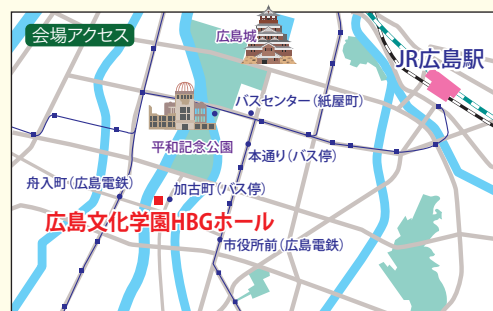 会場アクセス
広島城
JR広島駅
バスセンター（紙屋町）
平和記念公園
本通り（バス停）
舟入町（広島電鉄）
加古町（バス停）
広島文化学園HBGホール
市役所前（広島電鉄）